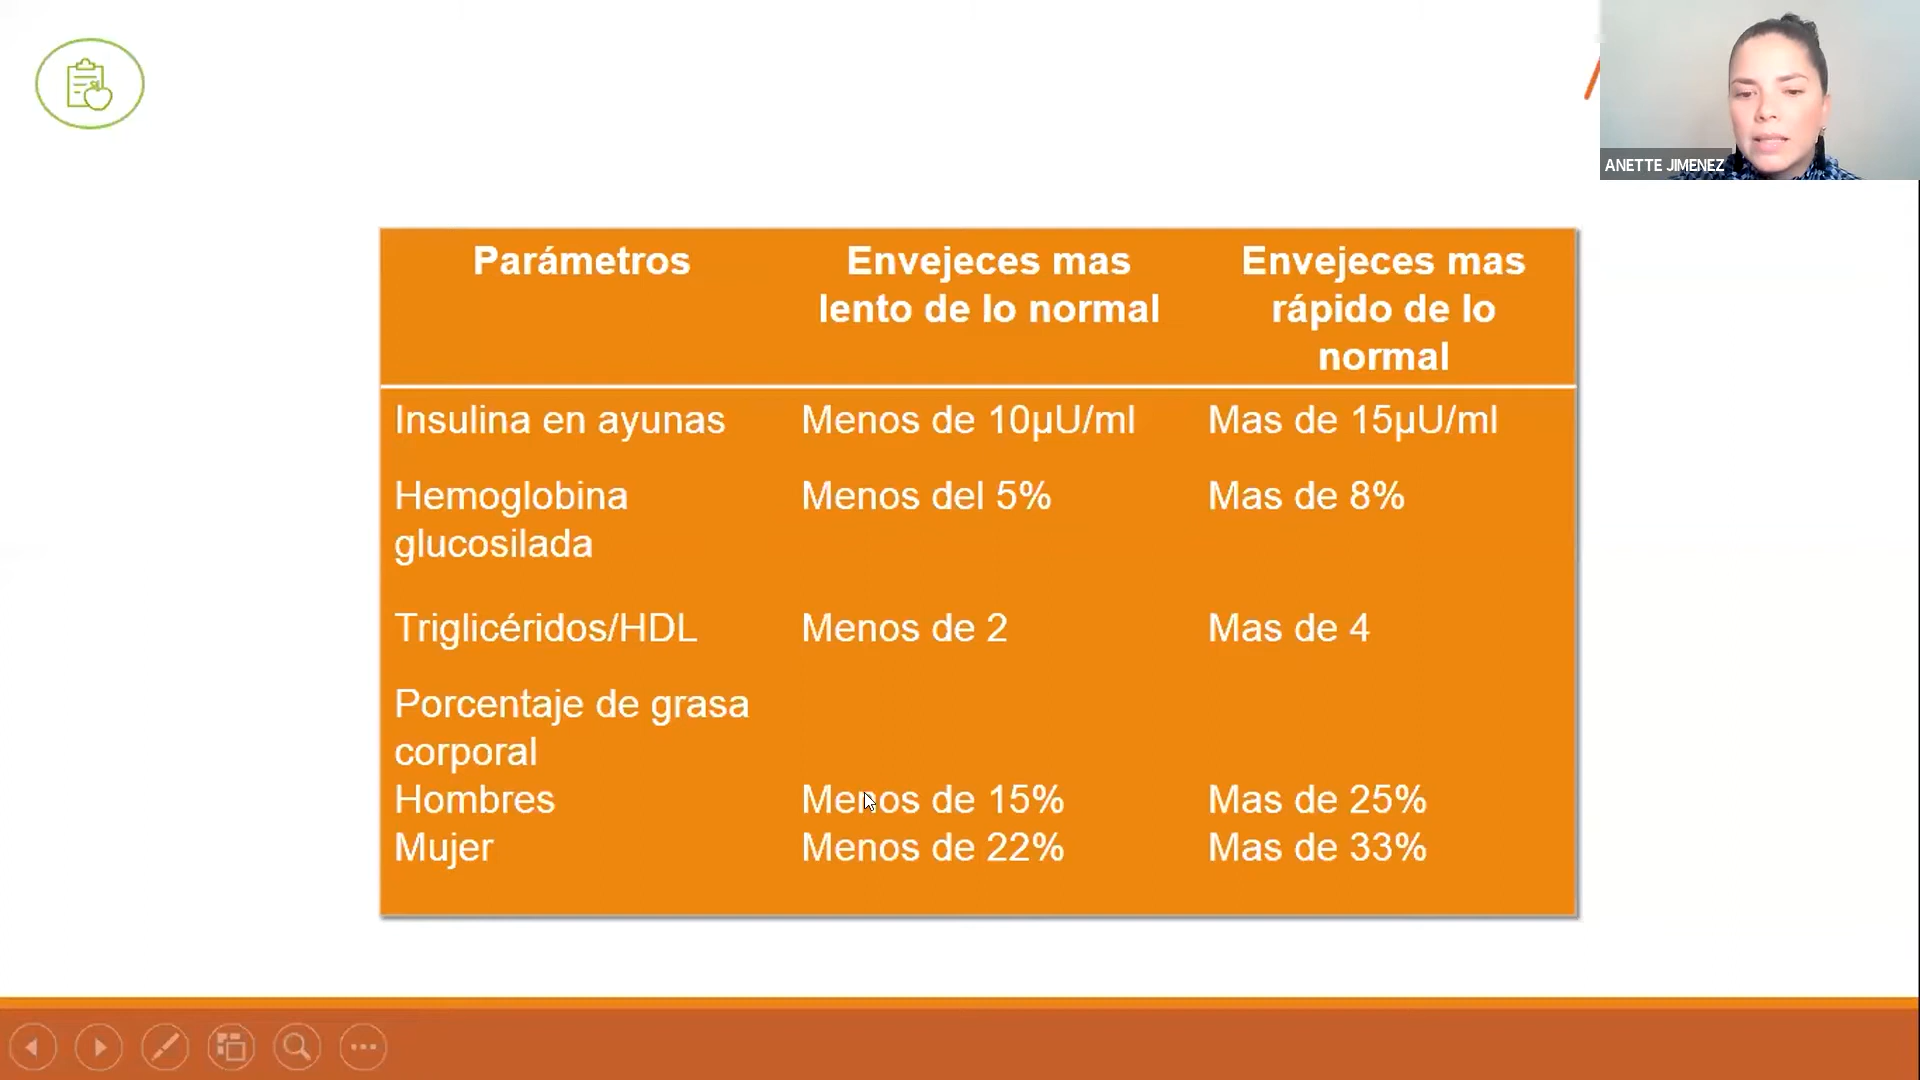 ANETTE JIMENEZ
Parámetros
Envejeces mas
lento de lo normal
Envejeces mas
rápido de lo
normal
Insulina en ayunas
Menos de 10µU/ml
Mas de 15µU/ml
Hemoglobina
glucosilada
Menos del 5%
Mas de 8%
Triglicéridos/HDL
Menos de 2
Mas de 4
Porcentaje de grasa
corporal
Hombres
Menos de 15%
Mas de 25%
Mujer
Menos de 22%
Mas de 33%